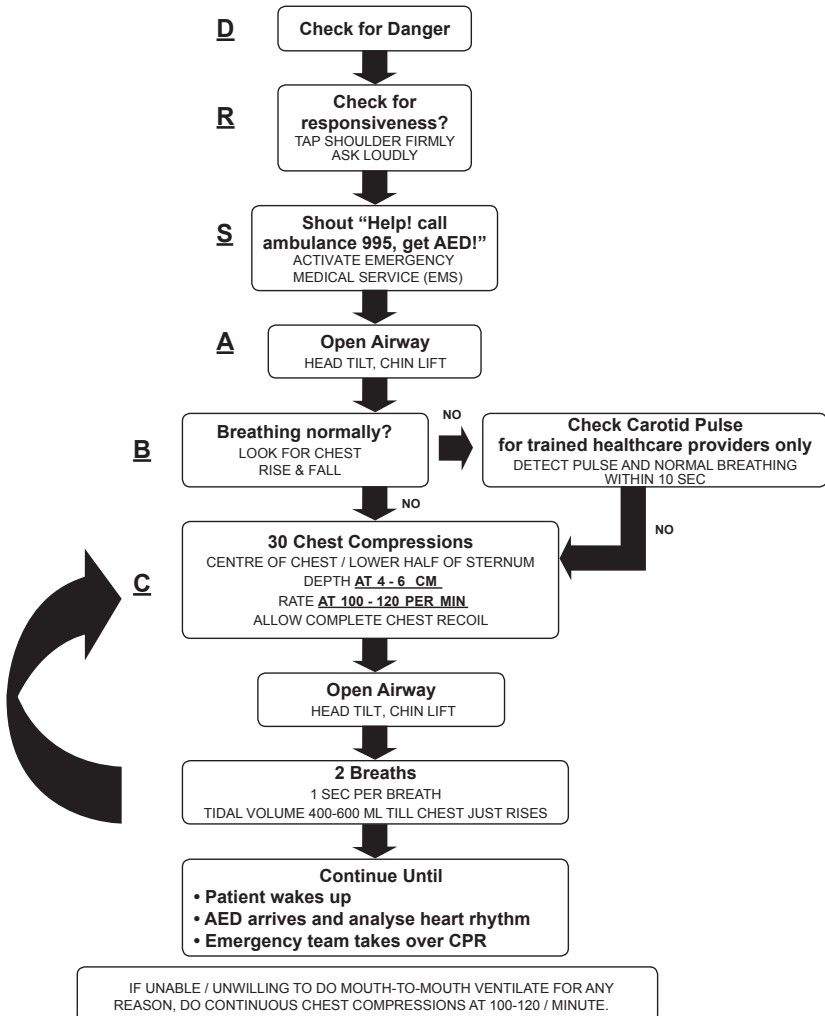 D
Check for Danger
R
Check for
responsiveness?
TAP SHOULDER FIRMLY
ASK LOUDLY
S
Shout “Help! call
ambulance 995, get AED!”
ACTIVATE EMERGENCY
MEDICAL SERVICE (EMS)
A
Open Airway
HEAD TILT, CHIN LIFT
B
Breathing normally?
LOOK FOR CHEST
RISE & FALL
NO
Check Carotid Pulse
for trained healthcare providers only
DETECT PULSE AND NORMAL BREATHING
WITHIN 10 SEC
NO
NO
C
30 Chest Compressions
CENTRE OF CHEST / LOWER HALF OF STERNUM
DEPTH AT 4 - 6 CM
RATE AT 100 - 120 PER MIN
ALLOW COMPLETE CHEST RECOIL
Open Airway
HEAD TILT, CHIN LIFT
2 Breaths
1 SEC PER BREATH
TIDAL VOLUME 400-600 ML TILL CHEST JUST RISES
Continue Until
• Patient wakes up
• AED arrives and analyse heart rhythm
• Emergency team takes over CPR
IF UNABLE / UNWILLING TO DO MOUTH-TO-MOUTH VENTILATE FOR ANY
REASON, DO CONTINUOUS CHEST COMPRESSIONS AT 100-120 / MINUTE.